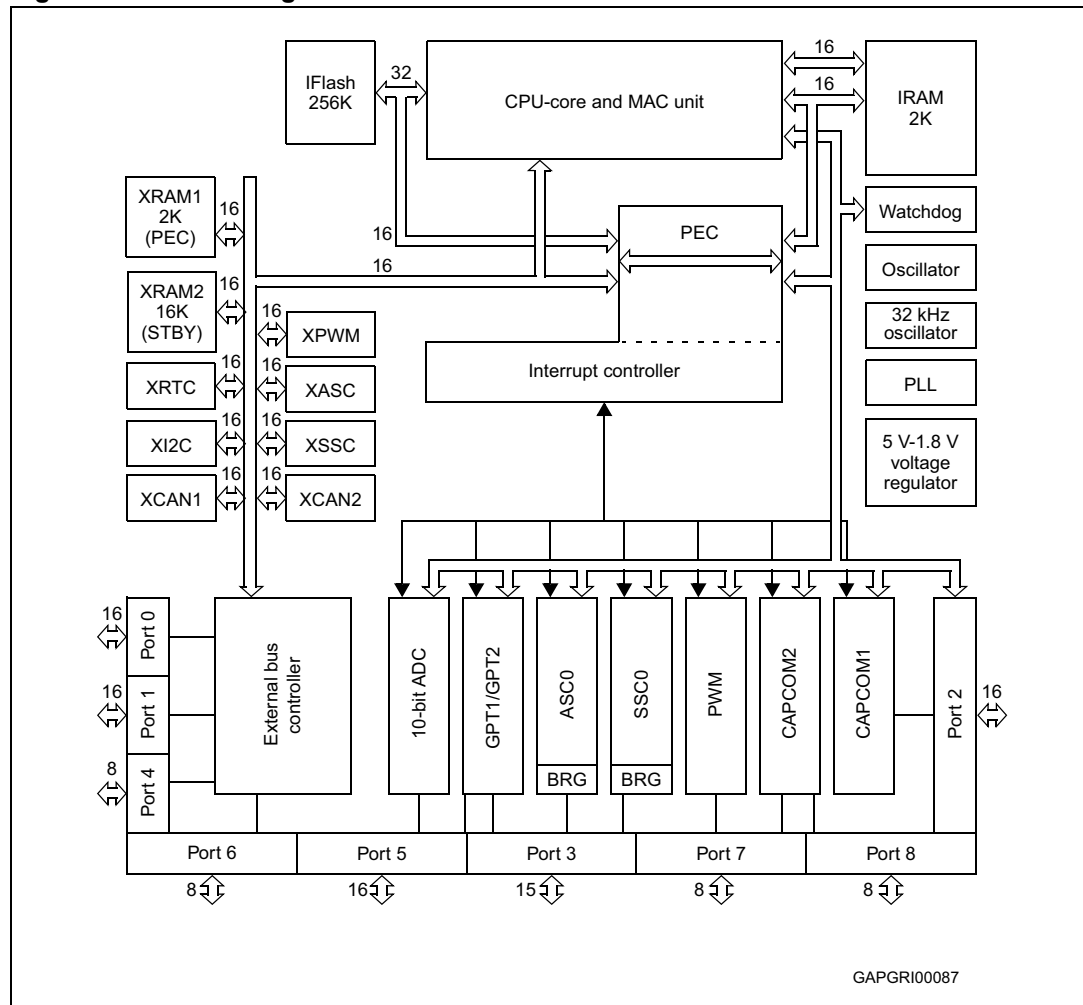 IFlash
256K
32
CPU-core and MAC unit
16
16
IRAM
2K
XRAM1
2K
(PEC)
16
16
16
PEC
Watchdog
Oscillator
32 kHz
oscillator
PLL
5 V-1.8 V
voltage
regulator
XRAM2
16K
(STBY)
16
16
XPWM
Interrupt controller
XRTC
16
16
XASC
XI2C
16
16
XSSC
XCAN1
16
16
XCAN2
16
Port 0
16
Port 1
8
Port 4
External bus
controller
10-bit ADC
GPT1/GPT2
ASC0
BRG
SSC0
BRG
PWM
CAPCOM2
CAPCOM1
Port 2
16
Port 6
Port 5
Port 3
Port 7
Port 8
8
16
15
8
8
GAPGRI00087